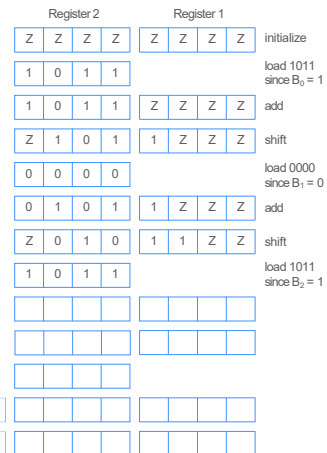 Register 2 Register 1
Z Z Z Z Z Z Z Z initialize
1 0 1 1 load 1011
since B₀ = 1
1 0 1 1 Z Z Z Z add
Z 1 0 1 1 Z Z Z shift
0 0 0 0 load 0000
since B₁ = 0
0 1 0 1 1 Z Z Z add
Z 0 1 0 1 1 Z Z shift
1 0 1 1 load 1011
since B₂ = 1